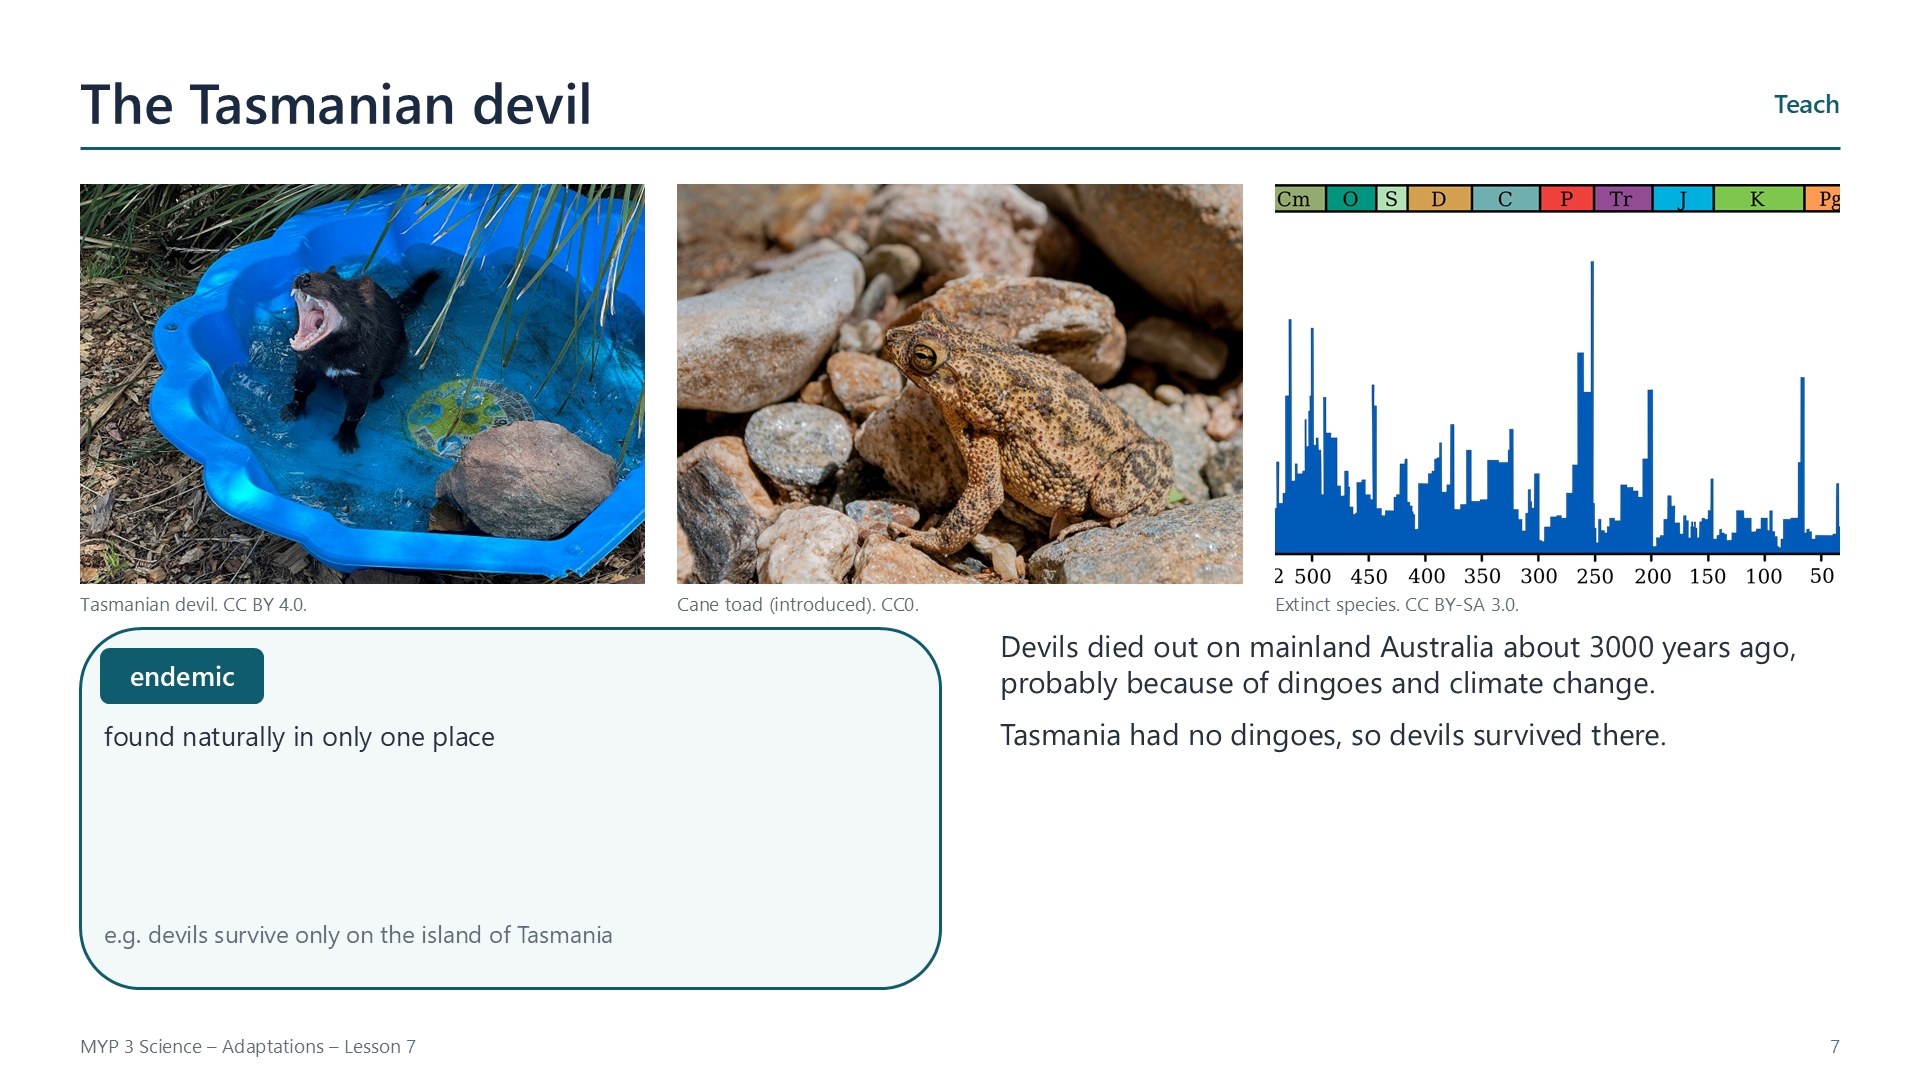 The Tasmanian devil
Teach
Cm O S D C P Tr J K Pg
2 500 450 400 350 300 250 200 150 100 50
Tasmanian devil. CC BY 4.0.
Cane toad (introduced). CC0.
Extinct species. CC BY-SA 3.0.
endemic
found naturally in only one place
e.g. devils survive only on the island of Tasmania
Devils died out on mainland Australia about 3000 years ago,
probably because of dingoes and climate change.
Tasmania had no dingoes, so devils survived there.
MYP 3 Science – Adaptations – Lesson 7
7